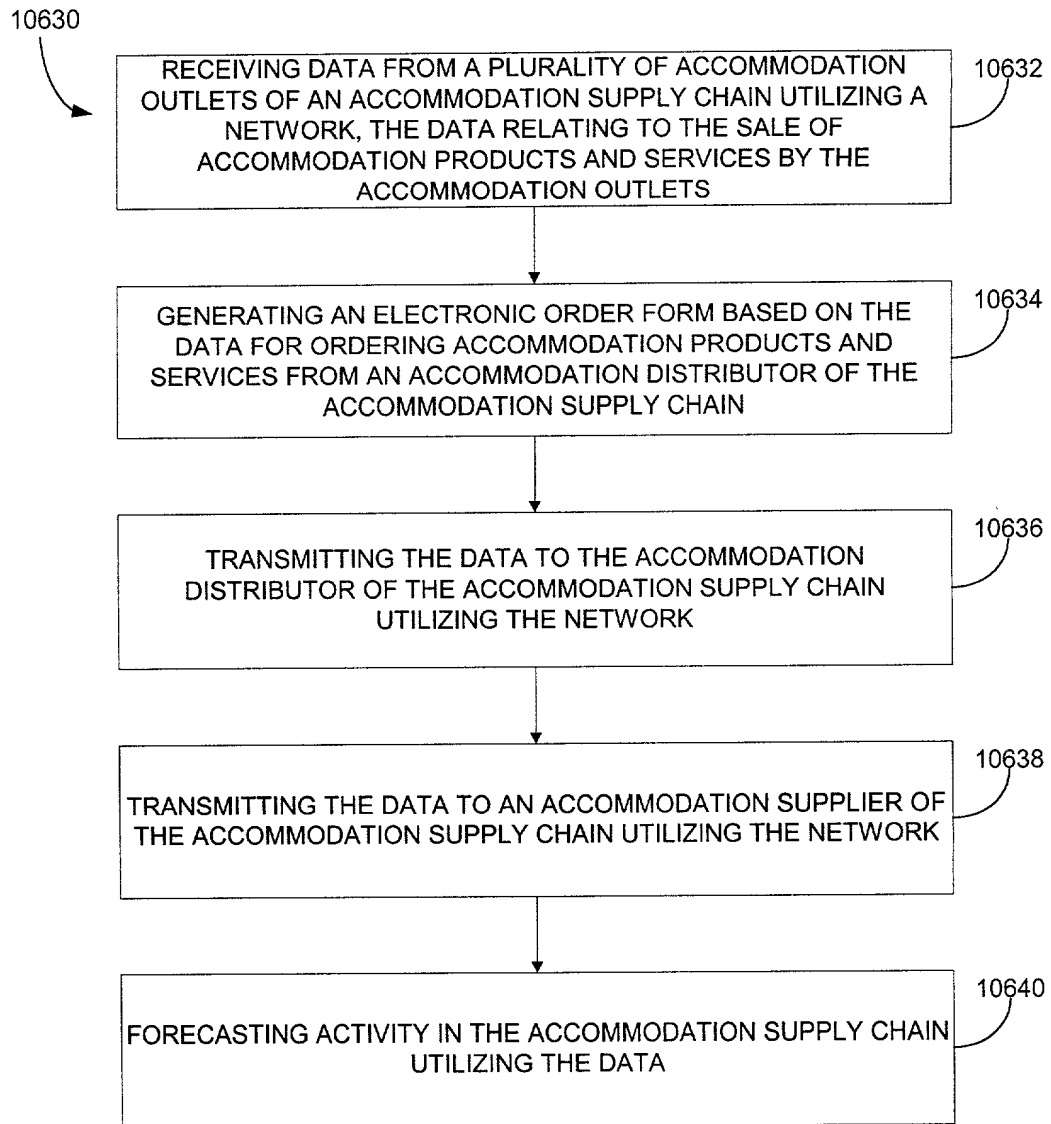 10630
RECEIVING DATA FROM A PLURALITY OF ACCOMMODATION
OUTLETS OF AN ACCOMMODATION SUPPLY CHAIN UTILIZING A
NETWORK, THE DATA RELATING TO THE SALE OF
ACCOMMODATION PRODUCTS AND SERVICES BY THE
ACCOMMODATION OUTLETS
10632
GENERATING AN ELECTRONIC ORDER FORM BASED ON THE
DATA FOR ORDERING ACCOMMODATION PRODUCTS AND
SERVICES FROM AN ACCOMMODATION DISTRIBUTOR OF THE
ACCOMMODATION SUPPLY CHAIN
10634
TRANSMITTING THE DATA TO THE ACCOMMODATION
DISTRIBUTOR OF THE ACCOMMODATION SUPPLY CHAIN
UTILIZING THE NETWORK
10636
TRANSMITTING THE DATA TO AN ACCOMMODATION SUPPLIER OF
THE ACCOMMODATION SUPPLY CHAIN UTILIZING THE NETWORK
10638
FORECASTING ACTIVITY IN THE ACCOMMODATION SUPPLY CHAIN
UTILIZING THE DATA
10640